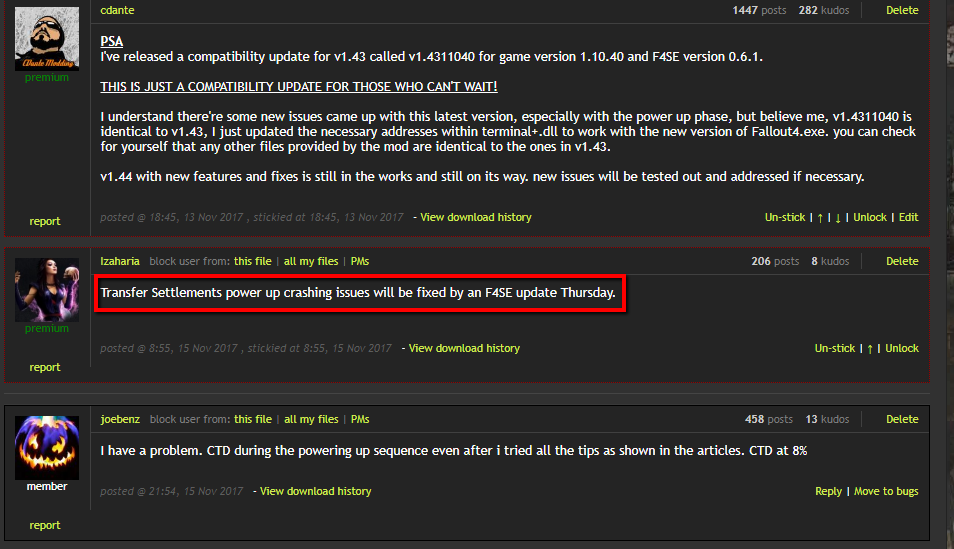 cdante 1447 posts 282 kudos Delete
CDante Modding
premium
PSA
I've released a compatibility update for v1.43 called v1.4311040 for game version 1.10.40 and F4SE version 0.6.1.
THIS IS JUST A COMPATIBILITY UPDATE FOR THOSE WHO CAN'T WAIT!
I understand there're some new issues came up with this latest version, especially with the power up phase, but believe me, v1.4311040 is
identical to v1.43, I just updated the necessary addresses within terminal+.dll to work with the new version of Fallout4.exe. you can check
for yourself that any other files provided by the mod are identical to the ones in v1.43.
v1.44 with new features and fixes is still in the works and still on its way. new issues will be tested out and addressed if necessary.
report posted @ 18:45, 13 Nov 2017 , stickied at 18:45, 13 Nov 2017 - View download history Un-stick | ↑ | ↓ | Unlock | Edit
Izaharia block user from: this file | all my files | PMs 206 posts 8 kudos Delete
Transfer Settlements power up crashing issues will be fixed by an F4SE update Thursday.
premium
posted @ 8:55, 15 Nov 2017 , stickied at 8:55, 15 Nov 2017 - View download history Un-stick | ↑ | Unlock
report
joebenz block user from: this file | all my files | PMs 458 posts 13 kudos Delete
I have a problem. CTD during the powering up sequence even after i tried all the tips as shown in the articles. CTD at 8%
member
posted @ 21:54, 15 Nov 2017 - View download history Reply | Move to bugs
report